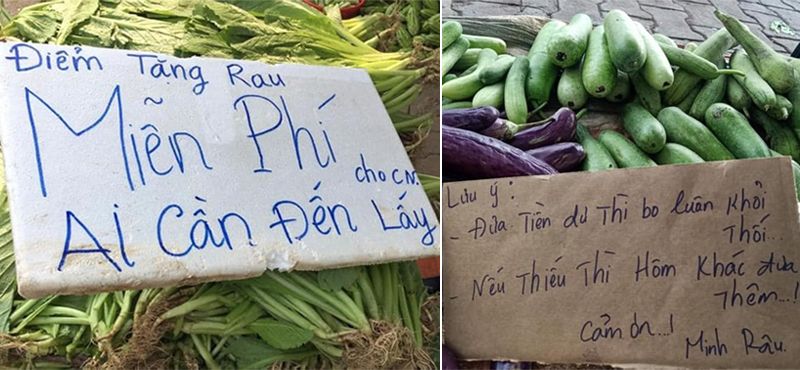 Điểm Tặng Rau
Miễn Phí
cho CN.
Ai Cần Đến Lấy
Lưu ý :
- Đưa Tiền dư Thì bo luân Khỏi
Thối...
- Nếu Thiếu Thì Hôm Khác đưa
Thêm...!
Cảm ơn..!
Minh Râu.